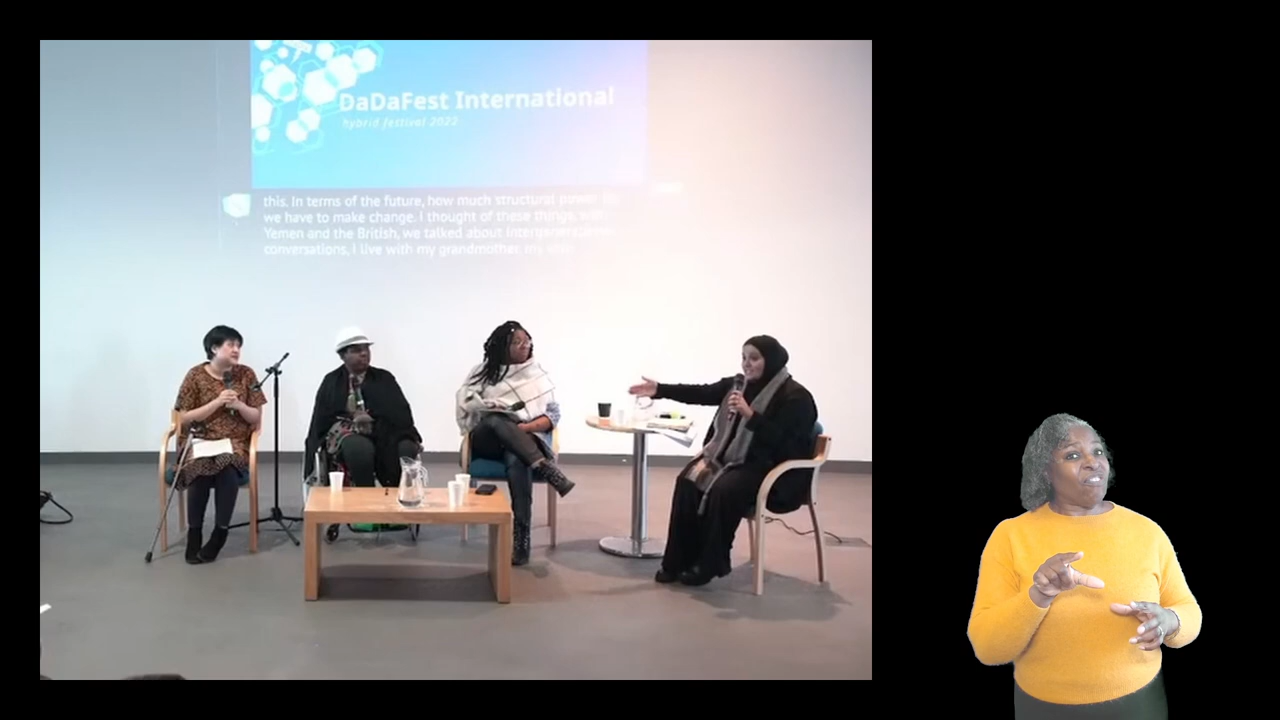 DaDaFest International
hybrid festival 2022
this. In terms of the future, how much structural power do
we have to make change. I thought of these things, with
Yemen and the British, we talked about intergenerational
conversations, I live with my grandmother, my